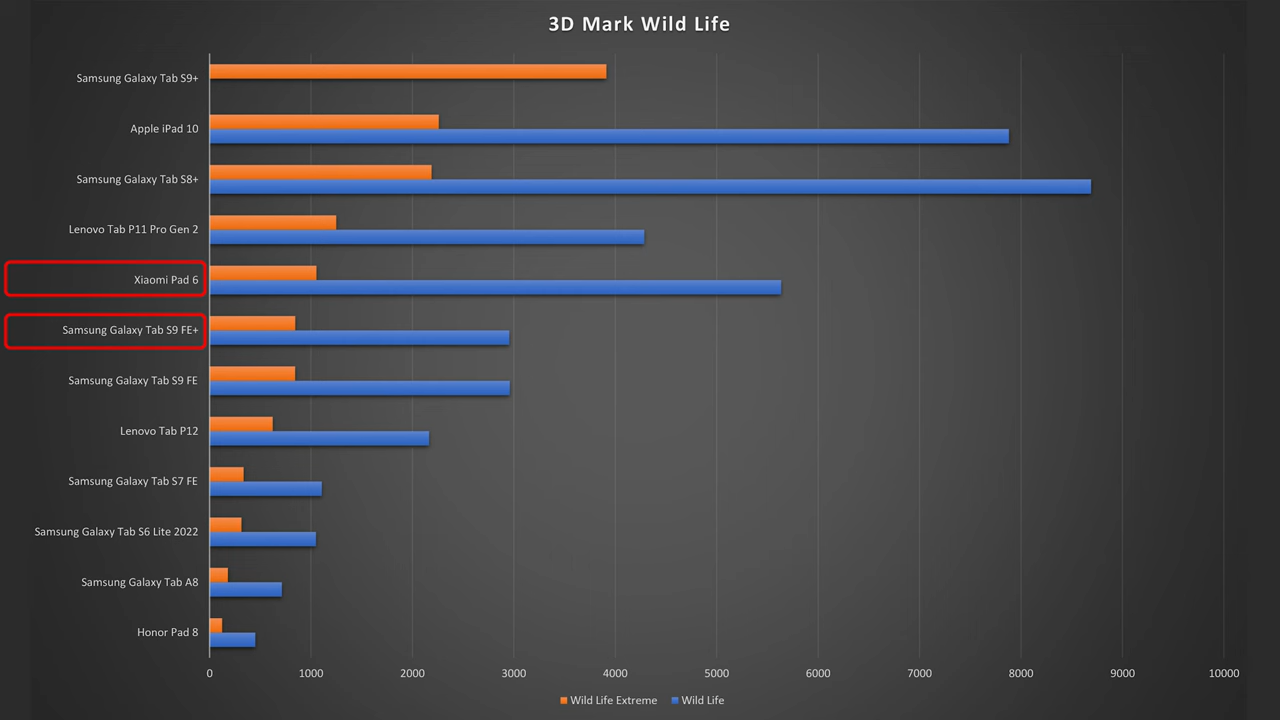 3D Mark Wild Life
Samsung Galaxy Tab S9+
Apple iPad 10
Samsung Galaxy Tab S8+
Lenovo Tab P11 Pro Gen 2
Xiaomi Pad 6
Samsung Galaxy Tab S9 FE+
Samsung Galaxy Tab S9 FE
Lenovo Tab P12
Samsung Galaxy Tab S7 FE
Samsung Galaxy Tab S6 Lite 2022
Samsung Galaxy Tab A8
Honor Pad 8
0 1000 2000 3000 4000 5000 6000 7000 8000 9000 10000
Wild Life Extreme Wild Life